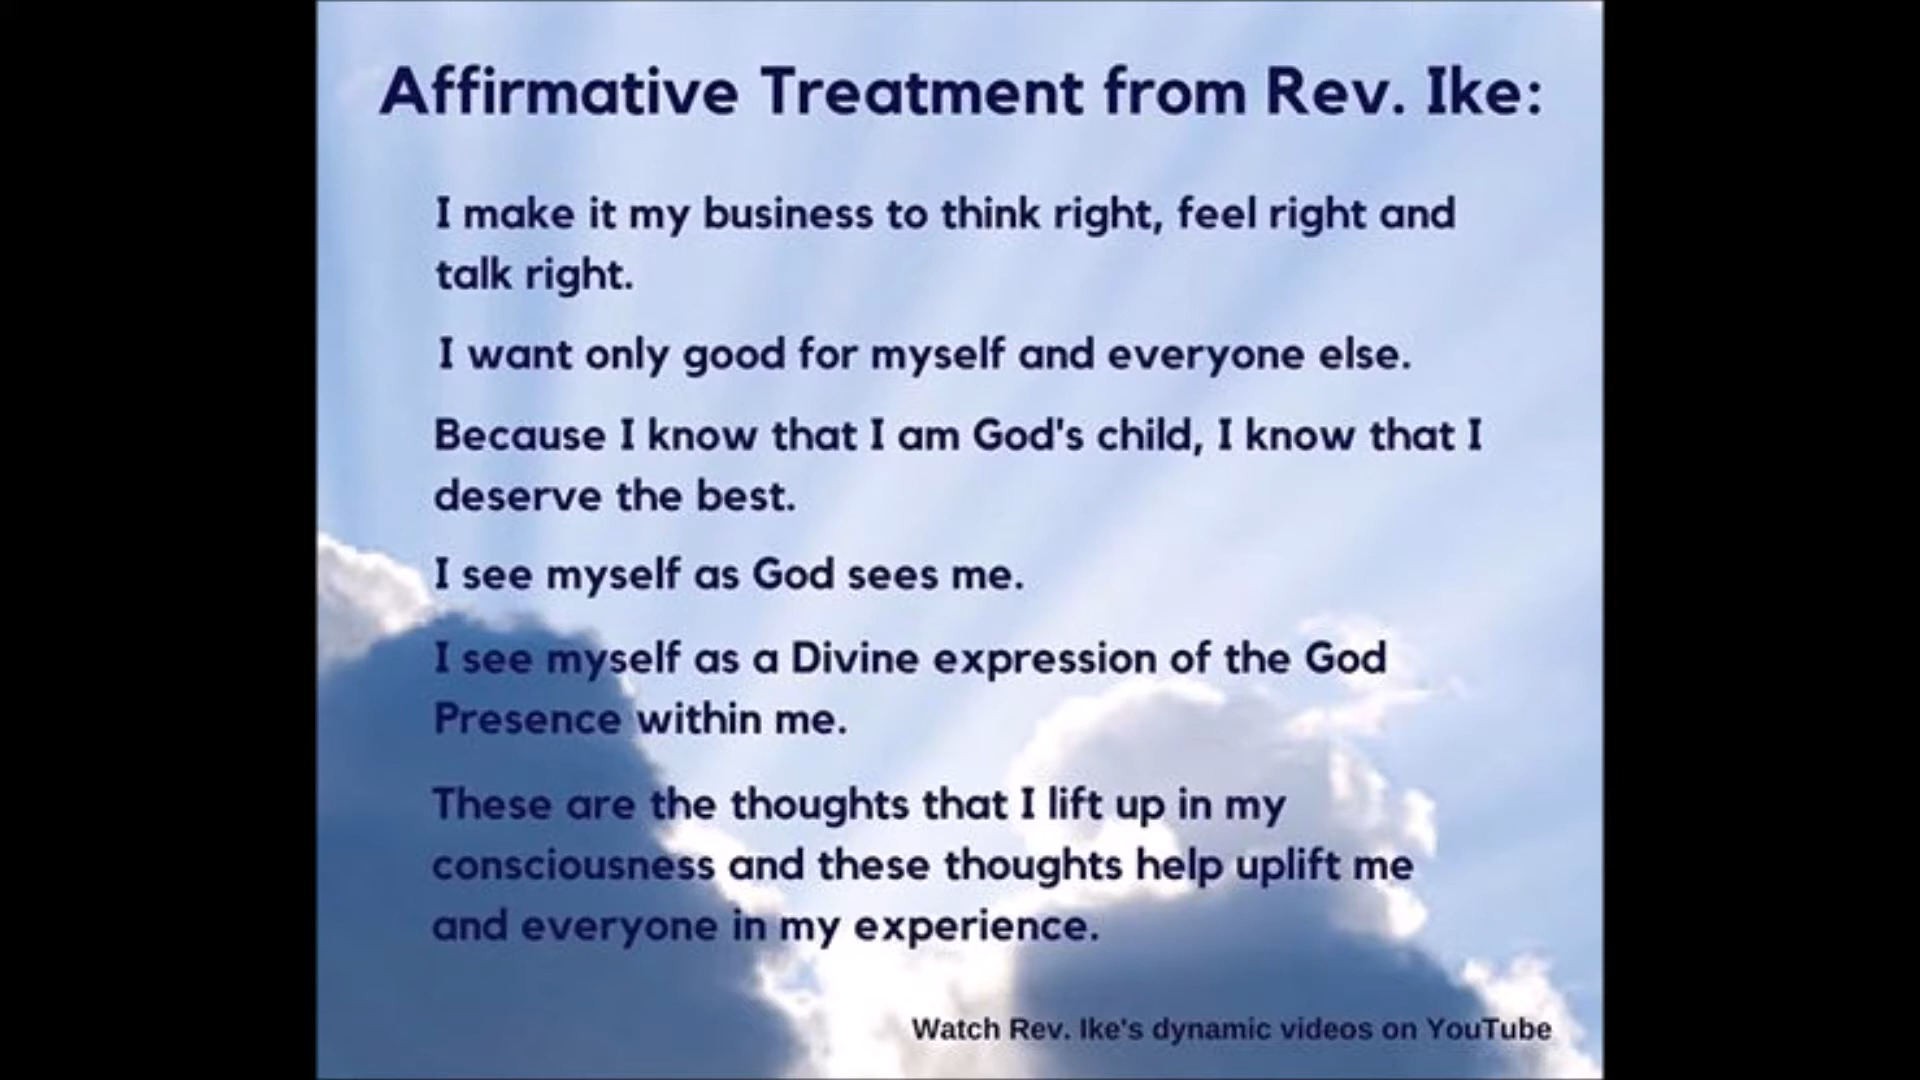 Affirmative Treatment from Rev. Ike:
I make it my business to think right, feel right and
talk right.
I want only good for myself and everyone else.
Because I know that I am God's child, I know that I
deserve the best.
I see myself as God sees me.
I see myself as a Divine expression of the God
Presence within me.
These are the thoughts that I lift up in my
consciousness and these thoughts help uplift me
and everyone in my experience.
Watch Rev. Ike's dynamic videos on YouTube